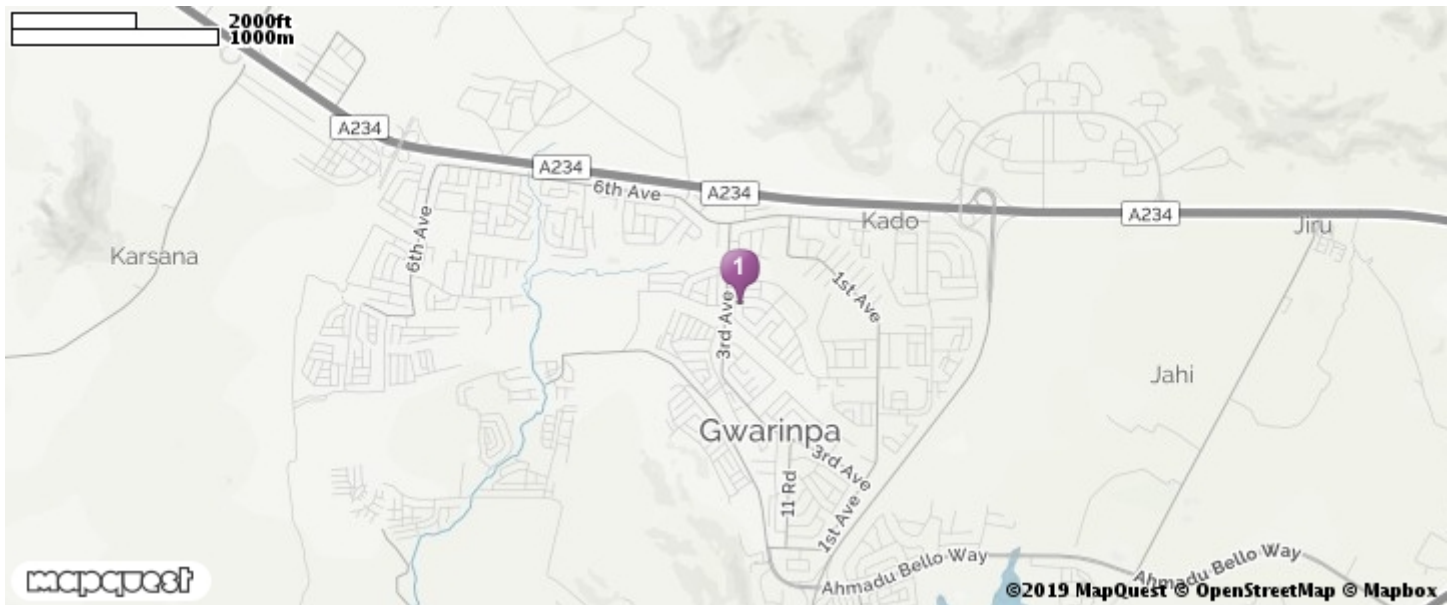 2000ft
1000m
A234
A234
6th Ave
A234
A234
Kado
Jiru
6th Ave
Karsana
1
1st Ave
3rd Ave
Jahi
Gwarinpa
3rd Ave
11 Rd
1st Ave
Ahmadu Bello Way
Ahmadu Bello Way
mapquest
©2019 MapQuest © OpenStreetMap © Mapbox